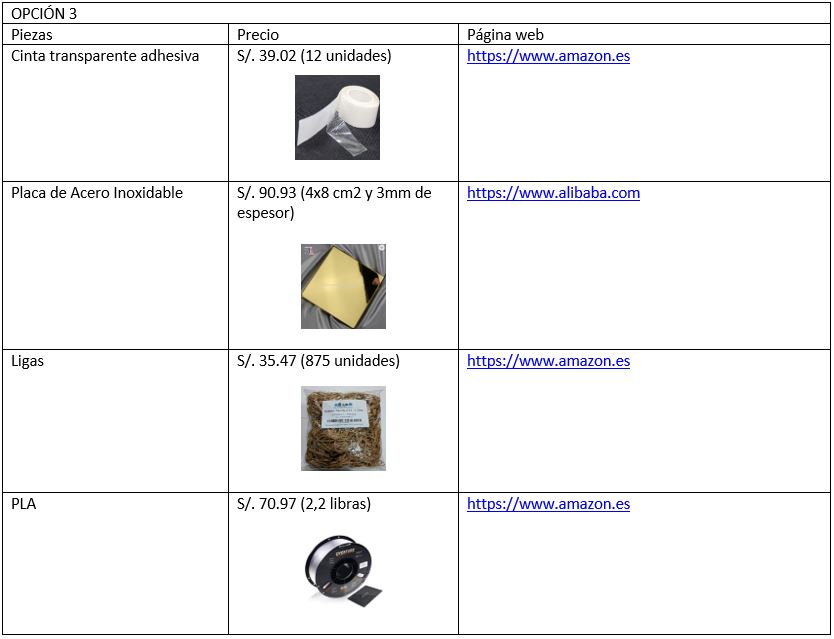 OPCIÓN 3
Piezas Precio Página web
Cinta transparente adhesiva S/. 39.02 (12 unidades) https://www.amazon.es
Placa de Acero Inoxidable S/. 90.93 (4x8 cm2 y 3mm de
espesor) https://www.alibaba.com
Ligas S/. 35.47 (875 unidades) https://www.amazon.es
PLA S/. 70.97 (2,2 libras) https://www.amazon.es